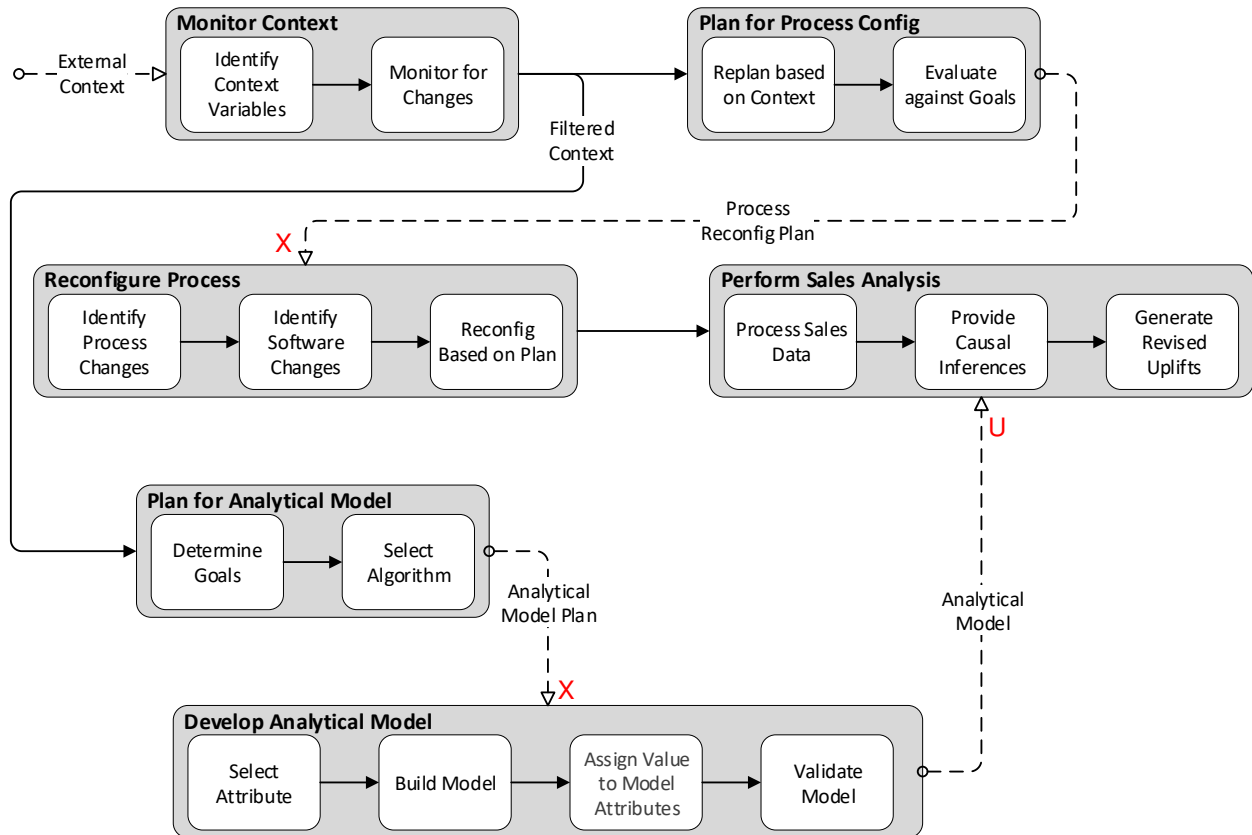 Monitor Context
Identify
Context
Variables
Monitor for
Changes
External
Context
Plan for Process Config
Replan based
on Context
Evaluate
against Goals
Filtered
Context
Process
Reconfig Plan
X
Reconfigure Process
Identify
Process
Changes
Identify
Software
Changes
Reconfig
Based on Plan
Perform Sales Analysis
Process Sales
Data
Provide
Causal
Inferences
Generate
Revised
Uplifts
U
Plan for Analytical Model
Determine
Goals
Select
Algorithm
Analytical
Model Plan
Analytical
Model
X
Develop Analytical Model
Select
Attribute
Build Model
Assign Value
to Model
Attributes
Validate
Model